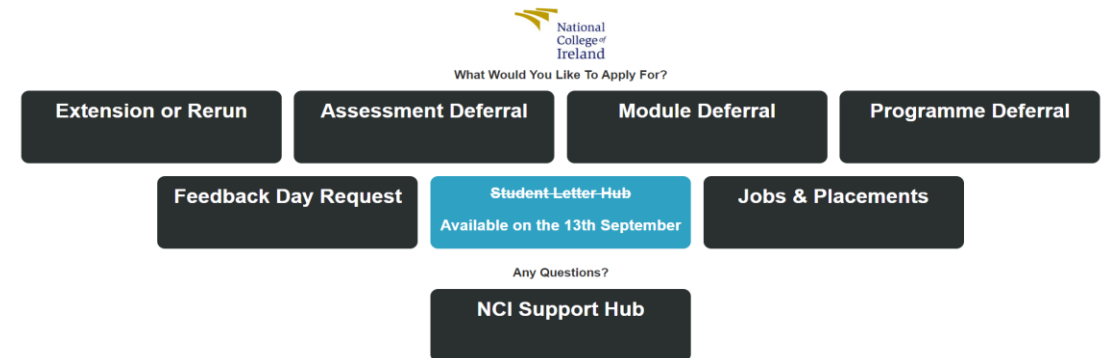 National
College of
Ireland
What Would You Like To Apply For?
Extension or Rerun
Assessment Deferral
Module Deferral
Programme Deferral
Feedback Day Request
Student Letter Hub
Available on the 13th September
Jobs & Placements
Any Questions?
NCI Support Hub